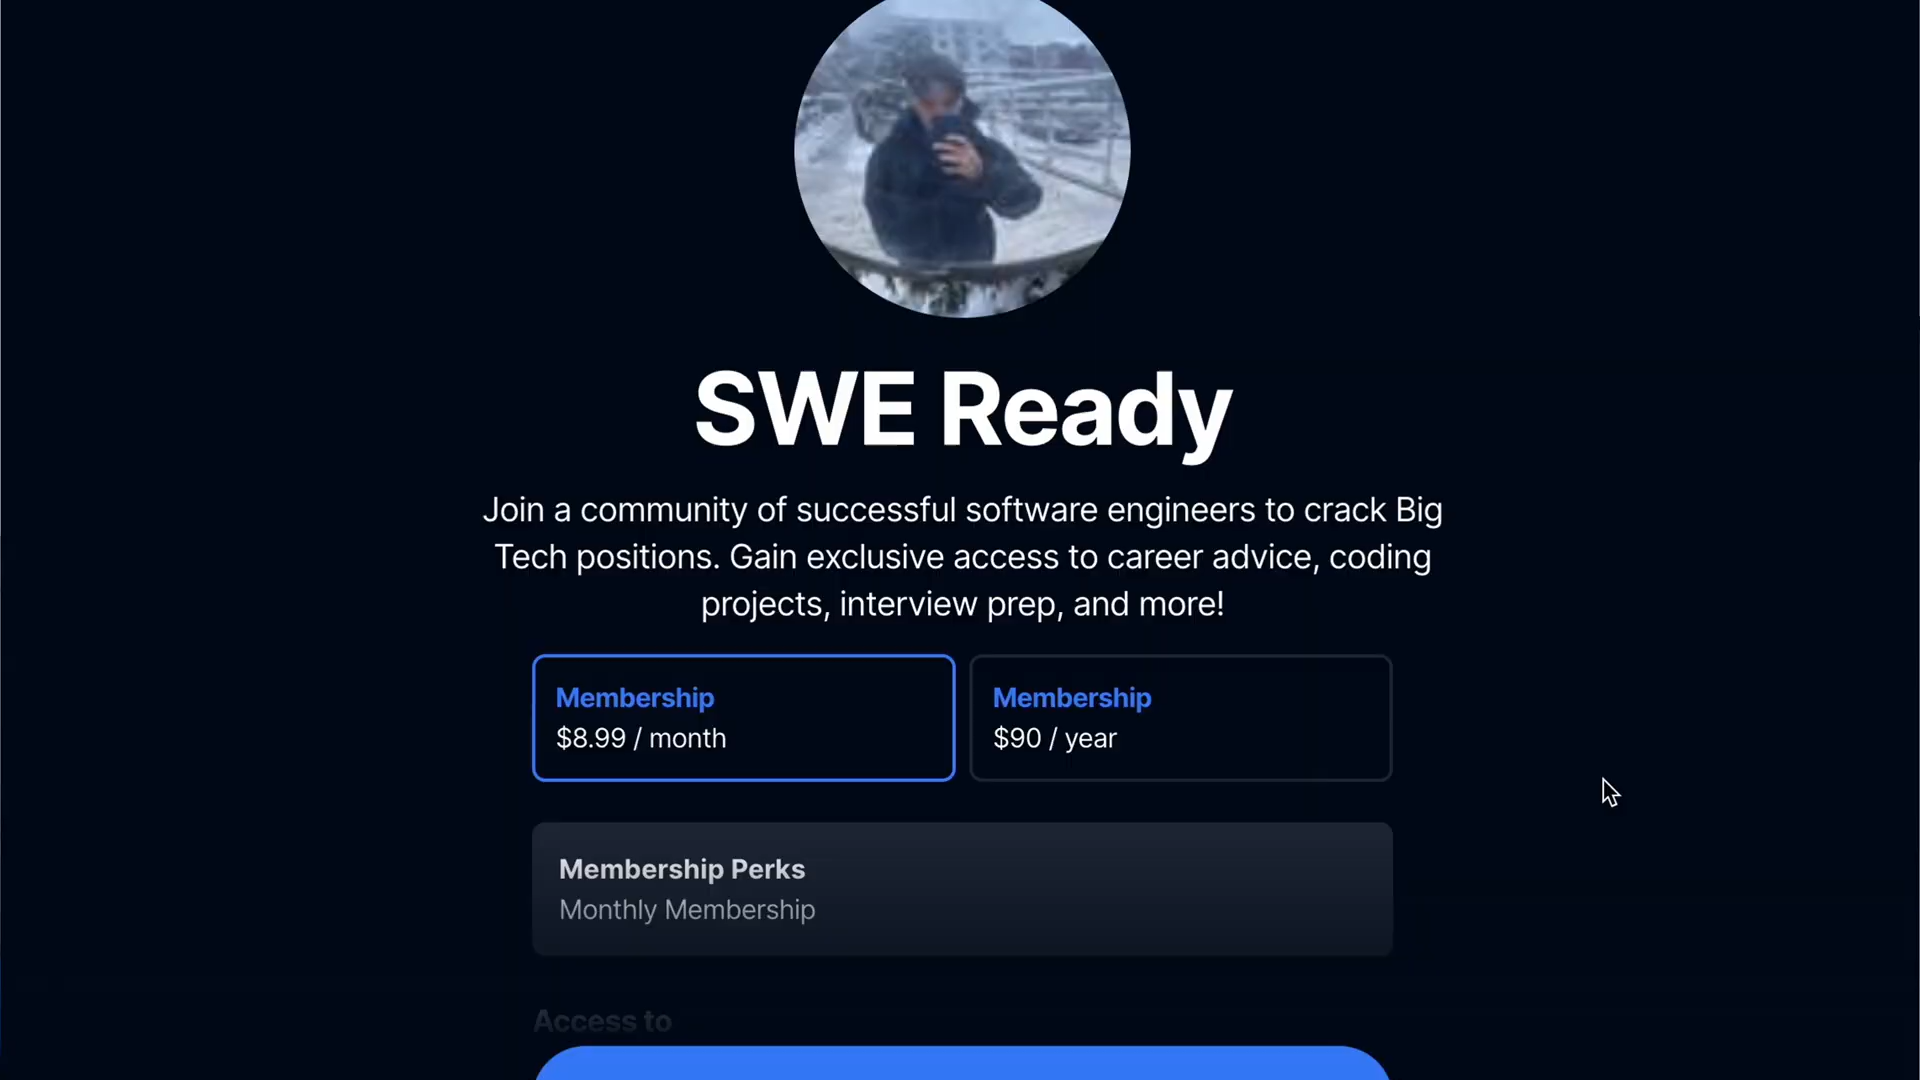 SWE Ready
Join a community of successful software engineers to crack Big
Tech positions. Gain exclusive access to career advice, coding
projects, interview prep, and more!
Membership
$8.99 / month
Membership
$90 / year
Membership Perks
Monthly Membership
Access to